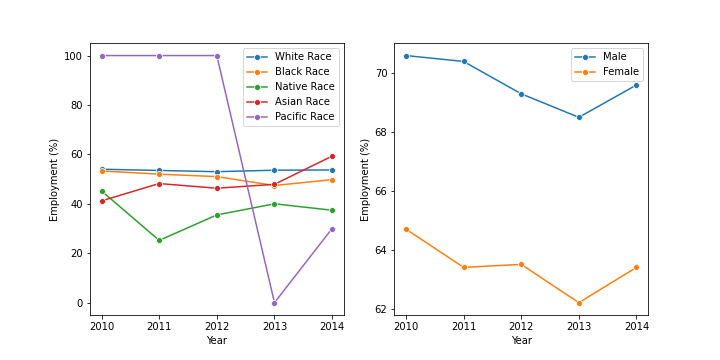 100
80
60
40
20
0
Employment (%)
2010 2011 2012 2013 2014
Year
White Race
Black Race
Native Race
Asian Race
Pacific Race
70
68
66
64
62
Employment (%)
2010 2011 2012 2013 2014
Year
Male
Female